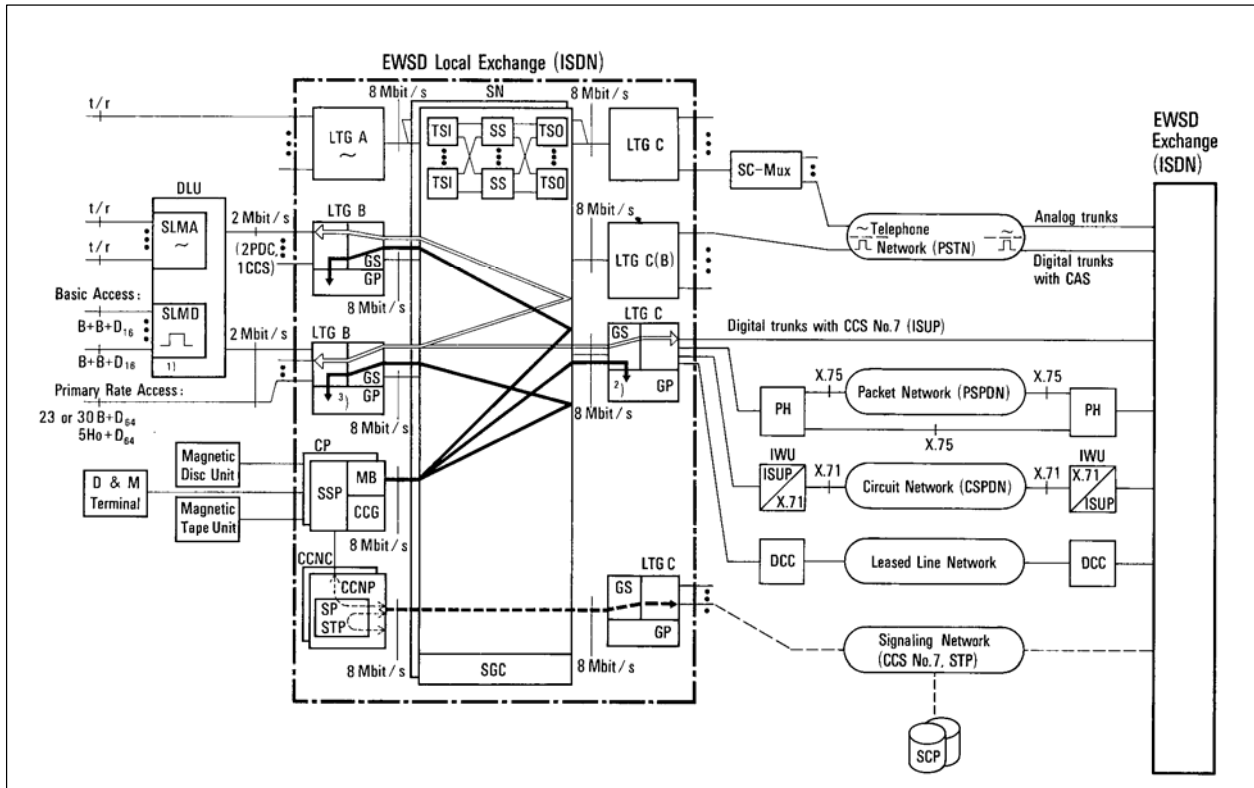 EWSD Local Exchange (ISDN)
8 Mbit/s
SN
8 Mbit/s
t/r
LTG A
~
TSI
SS
TSO
TSI
SS
TSO
LTG C
SC-Mux
EWSD
Exchange
(ISDN)
DLU
t/r
SLMA
~
t/r
2 Mbit/s
(2PDC,
1CCS)
LTG B
GS
GP
8 Mbit/s
8 Mbit/s
LTG C(B)
~ Telephone ~
Network (PSTN)
Analog trunks
Digital trunks
with CAS
Basic Access:
B+B+D16
SLMD
1)
B+B+D16
2 Mbit/s
LTG B
GS
3)
GP
LTG C
GS
2)
GP
8 Mbit/s
Digital trunks with CCS No.7 (ISUP)
Primary Rate Access:
23 or 30 B+D64
5Ho+D64
PH
X.75
Packet Network (PSPDN)
X.75
PH
X.75
Magnetic
Disc Unit
D & M
Terminal
Magnetic
Tape Unit
CP
SSP
MB
CCG
8 Mbit/s
IWU
ISUP
X.71
X.71
Circuit Network (CSPDN)
X.71
IWU
X.71
ISUP
DCC
Leased Line Network
DCC
CCNC
CCNP
SP
STP
8 Mbit/s
SGC
LTG C
GS
GP
8 Mbit/s
Signaling Network
(CCS No.7, STP)
SCP